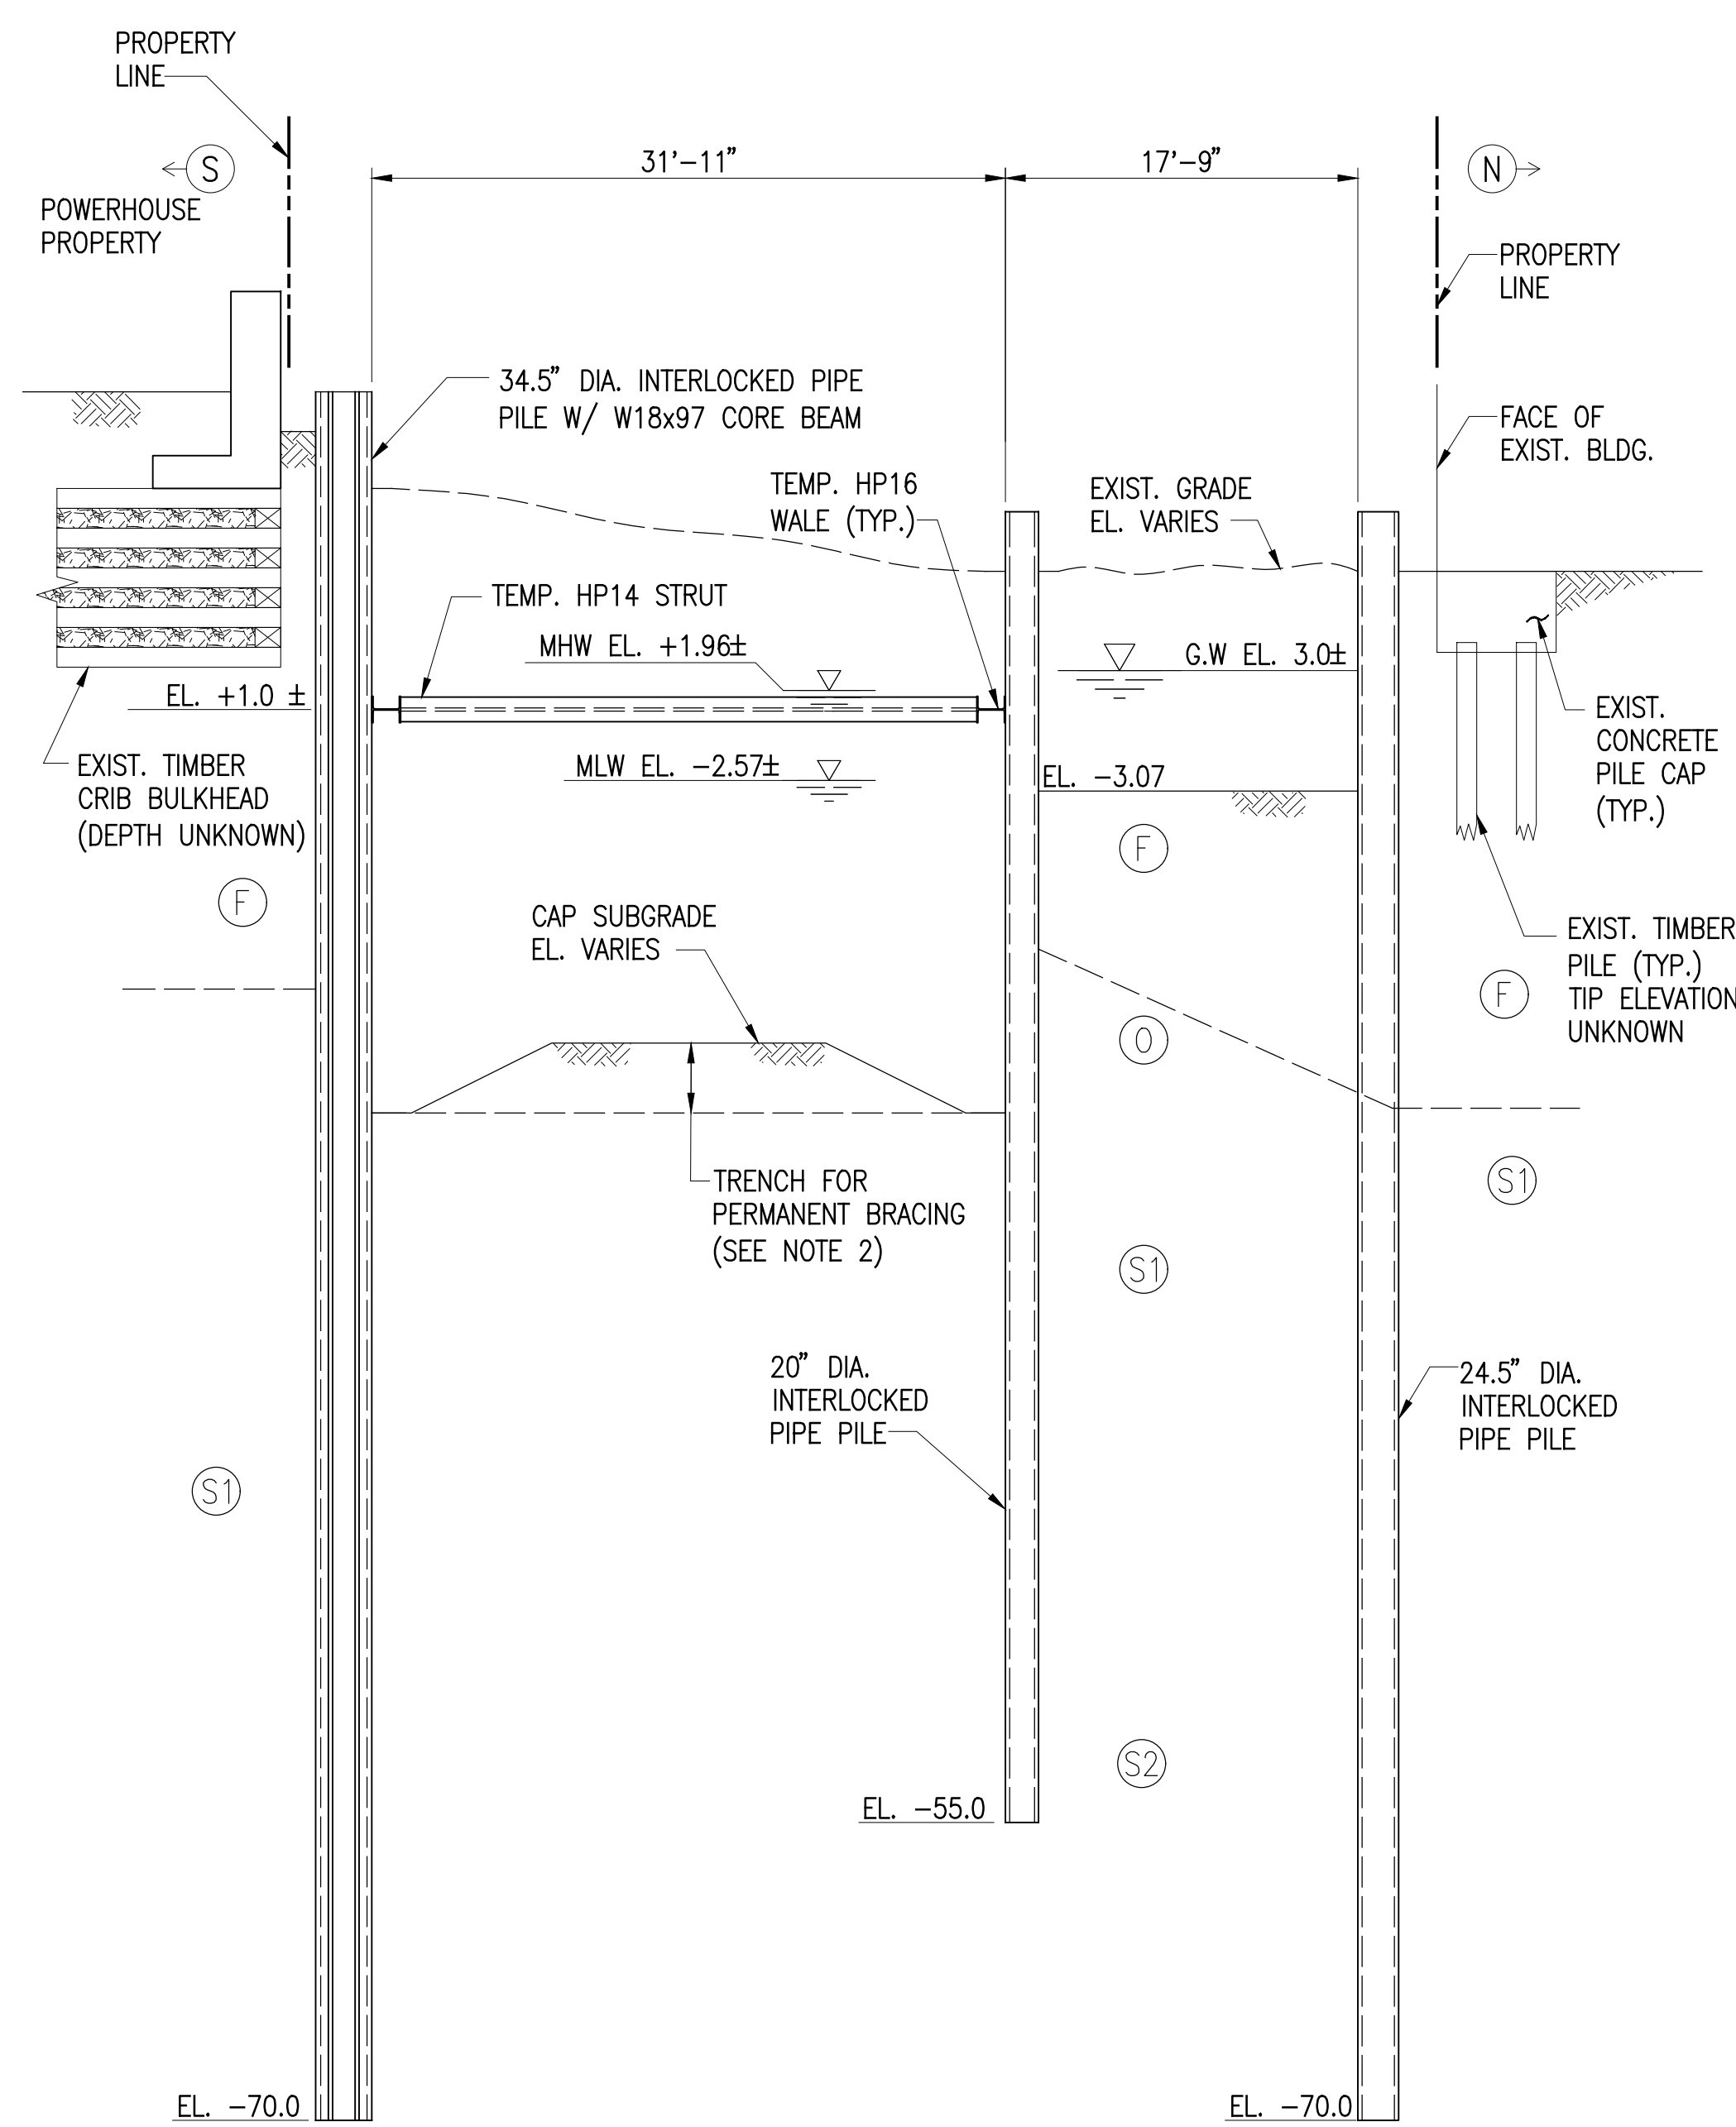 PROPERTY
LINE
S
31'-11"
17'-9"
N
POWERHOUSE
PROPERTY
PROPERTY
LINE
34.5" DIA. INTERLOCKED PIPE
PILE W/ W18x97 CORE BEAM
FACE OF
EXIST. BLDG.
TEMP. HP16
WALE (TYP.)
EXIST. GRADE
EL. VARIES
TEMP. HP14 STRUT
MHW EL. +1.96±
G.W EL. 3.0±
EL. +1.0 ±
EXIST.
CONCRETE
PILE CAP
(TYP.)
EXIST. TIMBER
CRIB BULKHEAD
(DEPTH UNKNOWN)
MLW EL. -2.57±
EL. -3.07
F
F
CAP SUBGRADE
EL. VARIES
EXIST. TIMBER
PILE (TYP.)
TIP ELEVATION
UNKNOWN
F
O
TRENCH FOR
PERMANENT BRACING
(SEE NOTE 2)
S1
S1
20" DIA.
INTERLOCKED
PIPE PILE
24.5" DIA.
INTERLOCKED
PIPE PILE
S1
S2
EL. -55.0
EL. -70.0
EL. -70.0